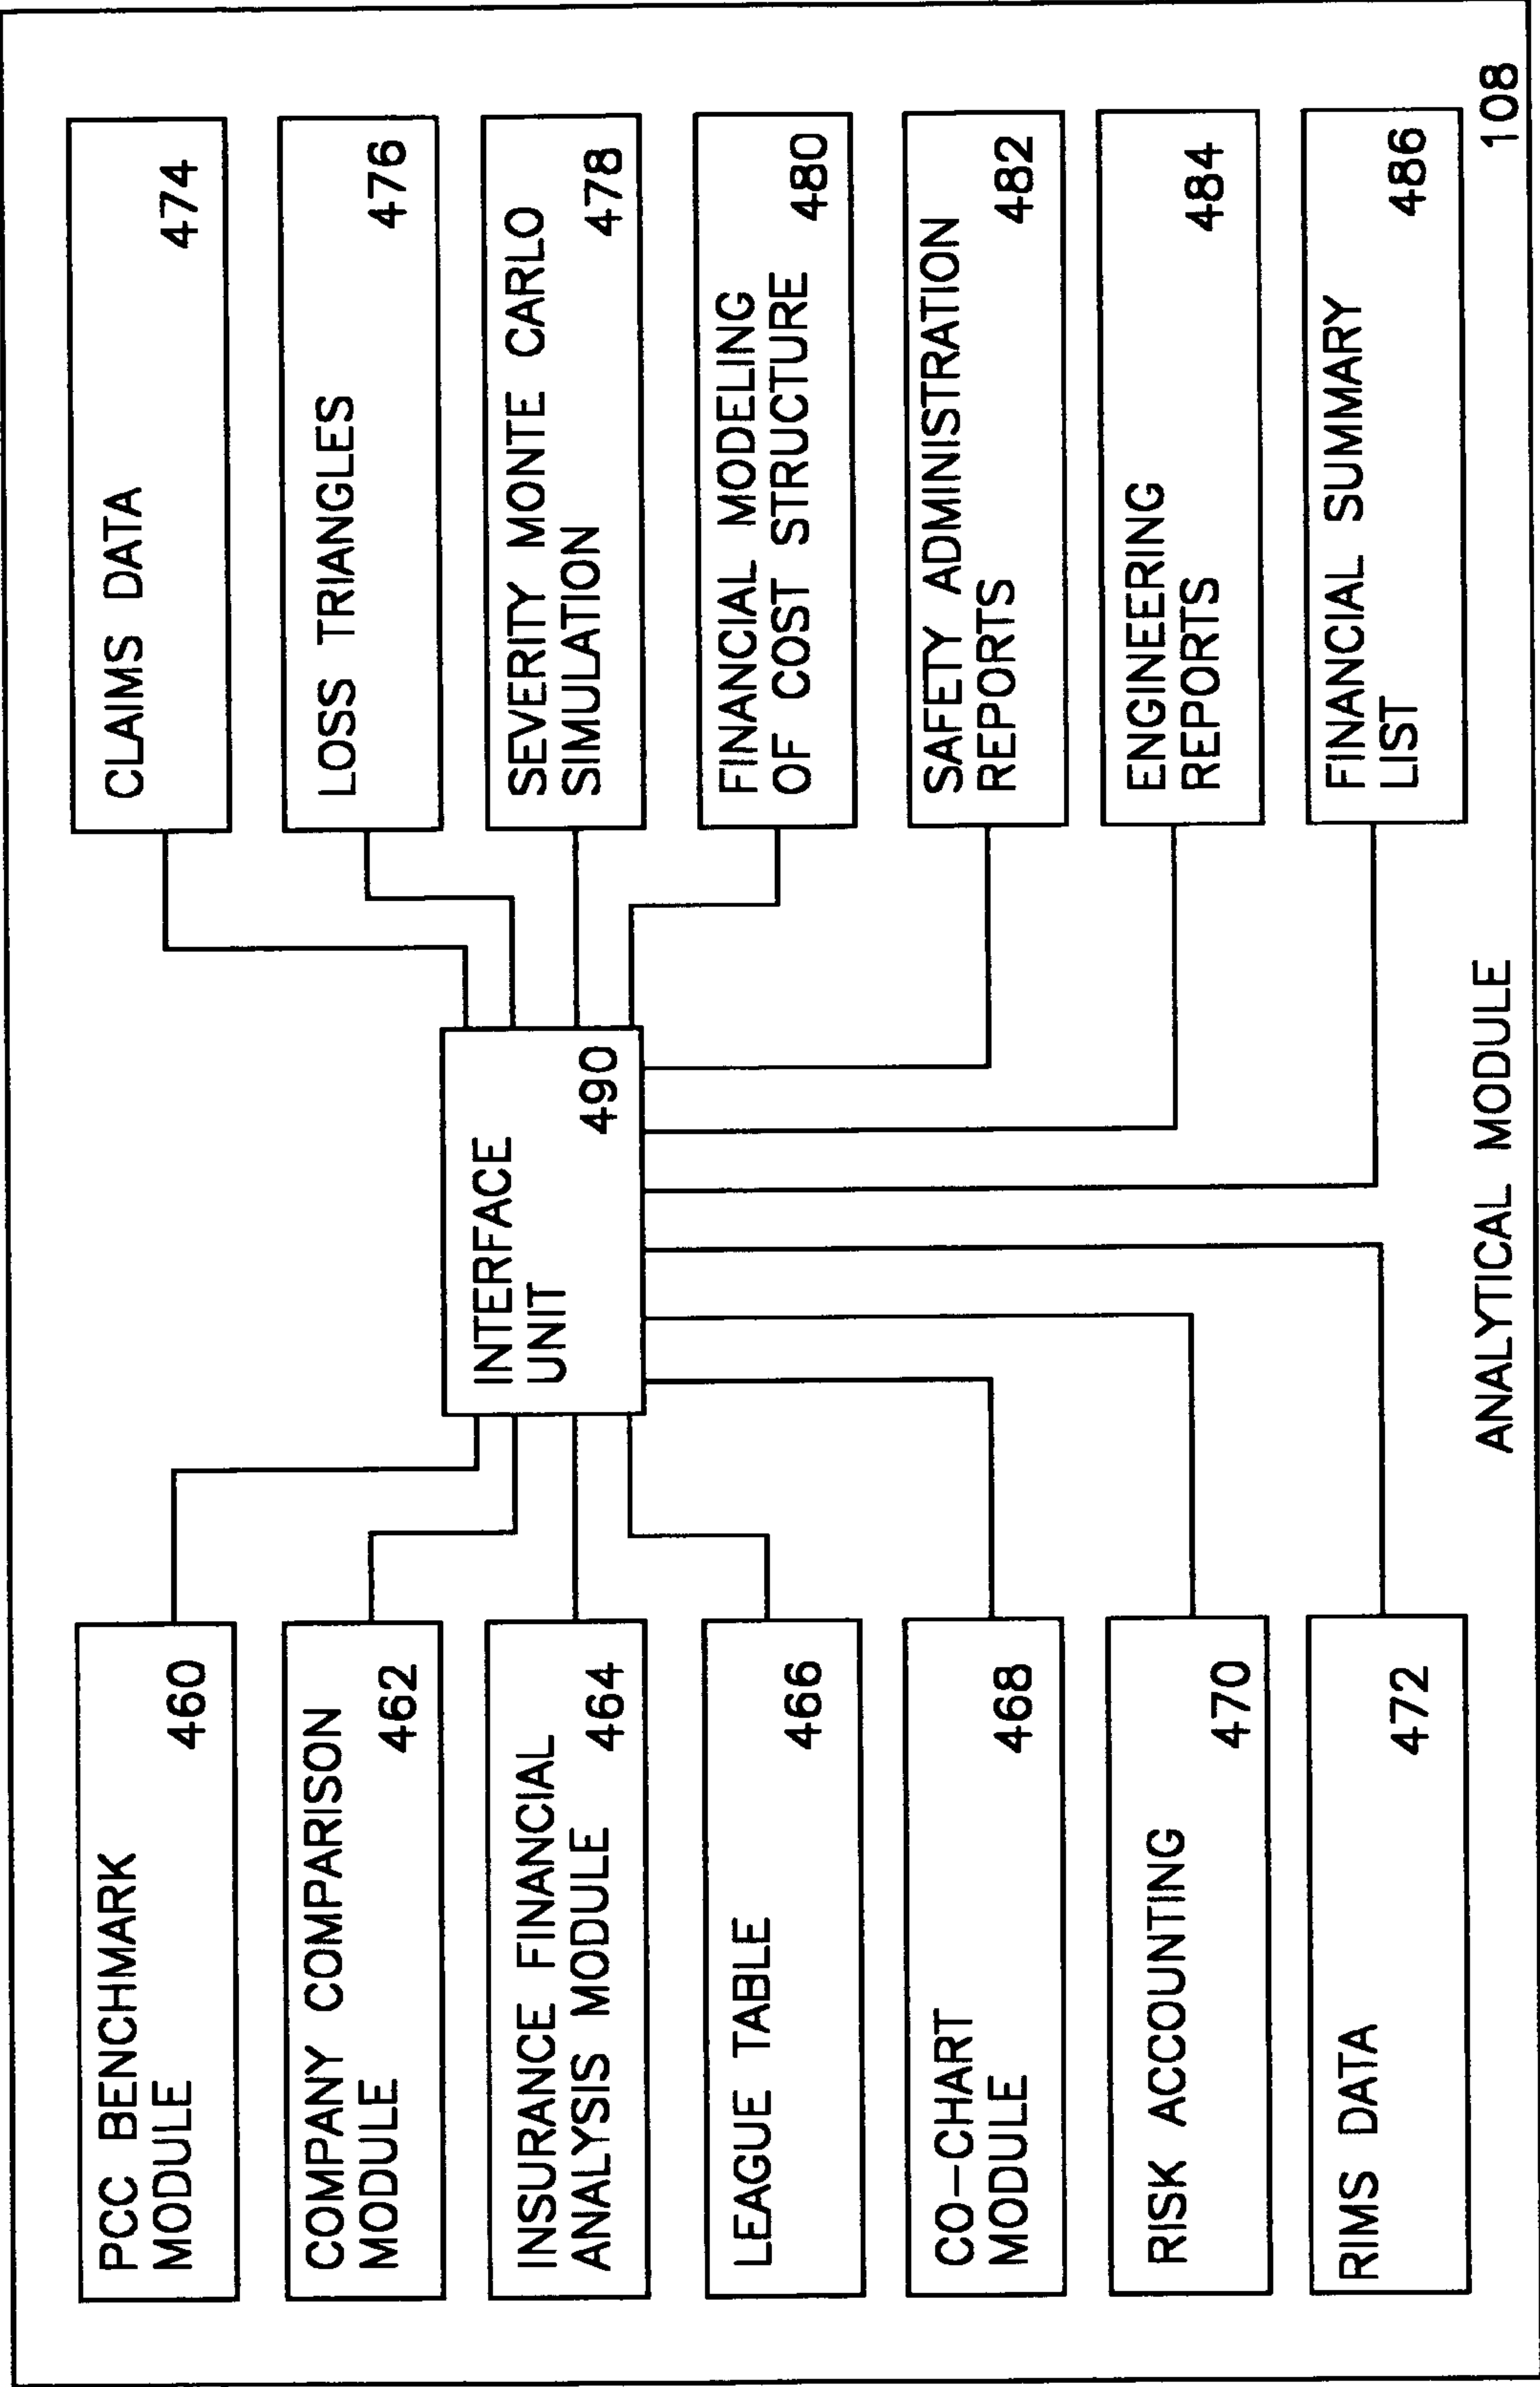 PCC BENCHMARK
MODULE
460
COMPANY COMPARISON
MODULE
462
INSURANCE FINANCIAL
ANALYSIS MODULE
464
LEAGUE TABLE
466
CO-CHART
MODULE
468
RISK ACCOUNTING
470
RIMS DATA
472
INTERFACE
UNIT
490
CLAIMS DATA
474
LOSS TRIANGLES
476
SEVERITY MONTE CARLO
SIMULATION
478
FINANCIAL MODELING
OF COST STRUCTURE
480
SAFETY ADMINISTRATION
REPORTS
482
ENGINEERING
REPORTS
484
FINANCIAL SUMMARY
LIST
486
ANALYTICAL MODULE
108